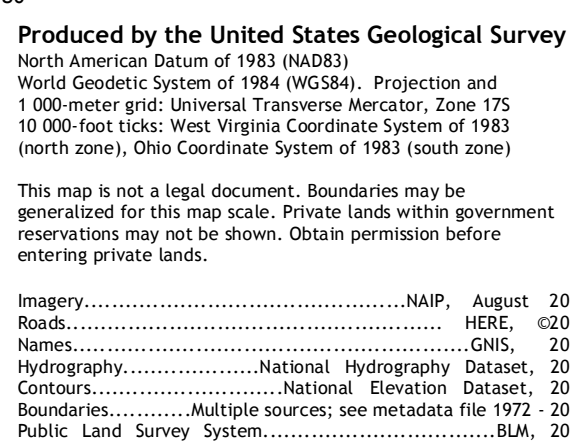 Produced by the United States Geological Survey
North American Datum of 1983 (NAD83)
World Geodetic System of 1984 (WGS84). Projection and
1 000-meter grid: Universal Transverse Mercator, Zone 17S
10 000-foot ticks: West Virginia Coordinate System of 1983
(north zone), Ohio Coordinate System of 1983 (south zone)
This map is not a legal document. Boundaries may be
generalized for this map scale. Private lands within government
reservations may not be shown. Obtain permission before
entering private lands.
Imagery..............................................NAIP, August 20
Roads...................................................... HERE, ©20
Names.........................................................GNIS, 20
Hydrography....................National Hydrography Dataset, 20
Contours............................National Elevation Dataset, 20
Boundaries............Multiple sources; see metadata file 1972 - 20
Public Land Survey System..................................BLM, 20